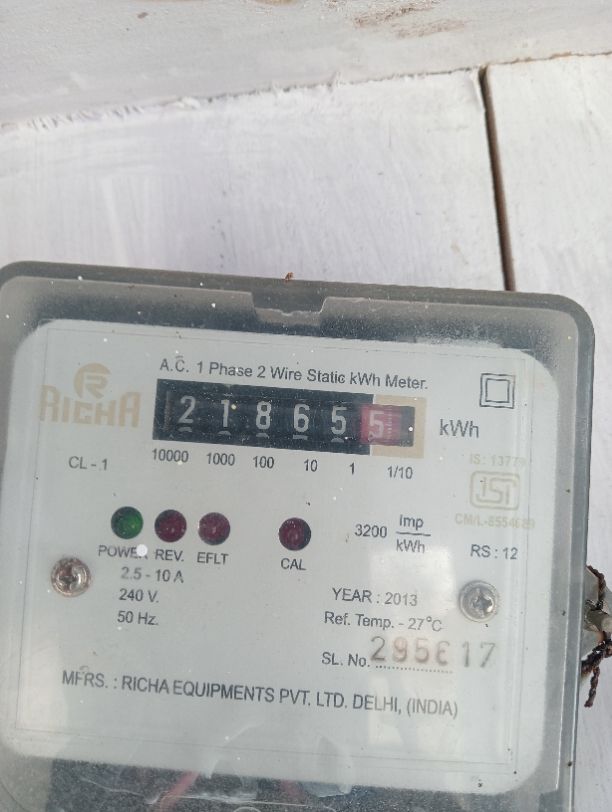 A.C. 1 Phase 2 Wire Static kWh Meter.
RICHA
2 1 8 6 5 5 kWh
10000 1000 100 10 1 1/10
CL - 1
IS : 13779
ISI
3200 imp/kWh
RS : 12
POWER REV. EFLT CAL
2.5 - 10 A
240 V.
50 Hz.
YEAR : 2013
Ref. Temp. - 27°C
SL. No. 295617
MFRS. : RICHA EQUIPMENTS PVT. LTD. DELHI, (INDIA)